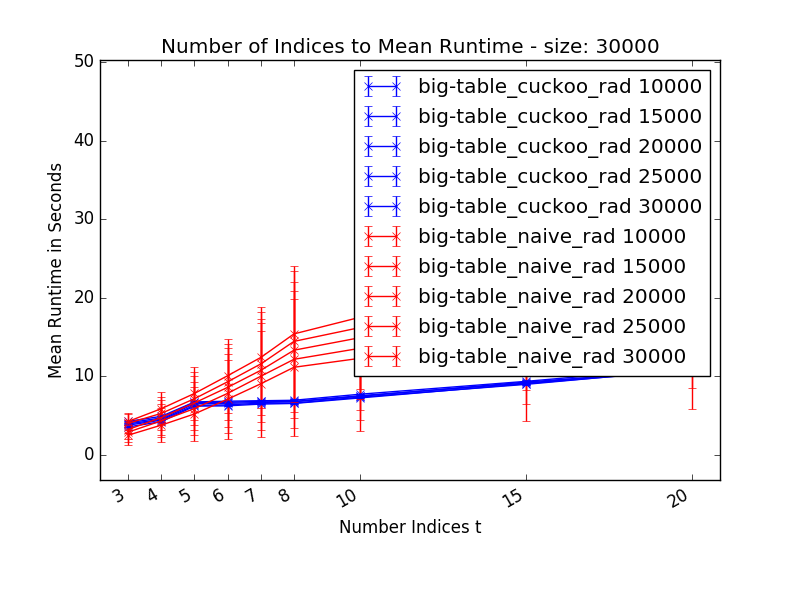 Number of Indices to Mean Runtime - size: 30000
50
40
30
20
10
0
Mean Runtime in Seconds
big-table_cuckoo_rad 10000
big-table_cuckoo_rad 15000
big-table_cuckoo_rad 20000
big-table_cuckoo_rad 25000
big-table_cuckoo_rad 30000
big-table_naive_rad 10000
big-table_naive_rad 15000
big-table_naive_rad 20000
big-table_naive_rad 25000
big-table_naive_rad 30000
3 4 5 6 7 8 10 15 20
Number Indices t